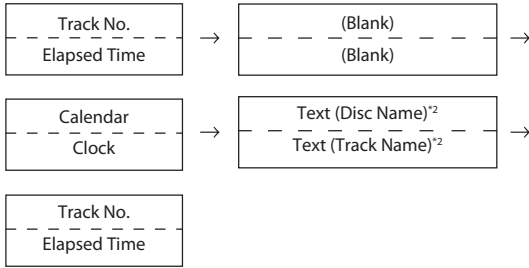 Track No.
Elapsed Time
(Blank)
(Blank)
Calendar
Clock
Text (Disc Name)*2
Text (Track Name)*2
Track No.
Elapsed Time